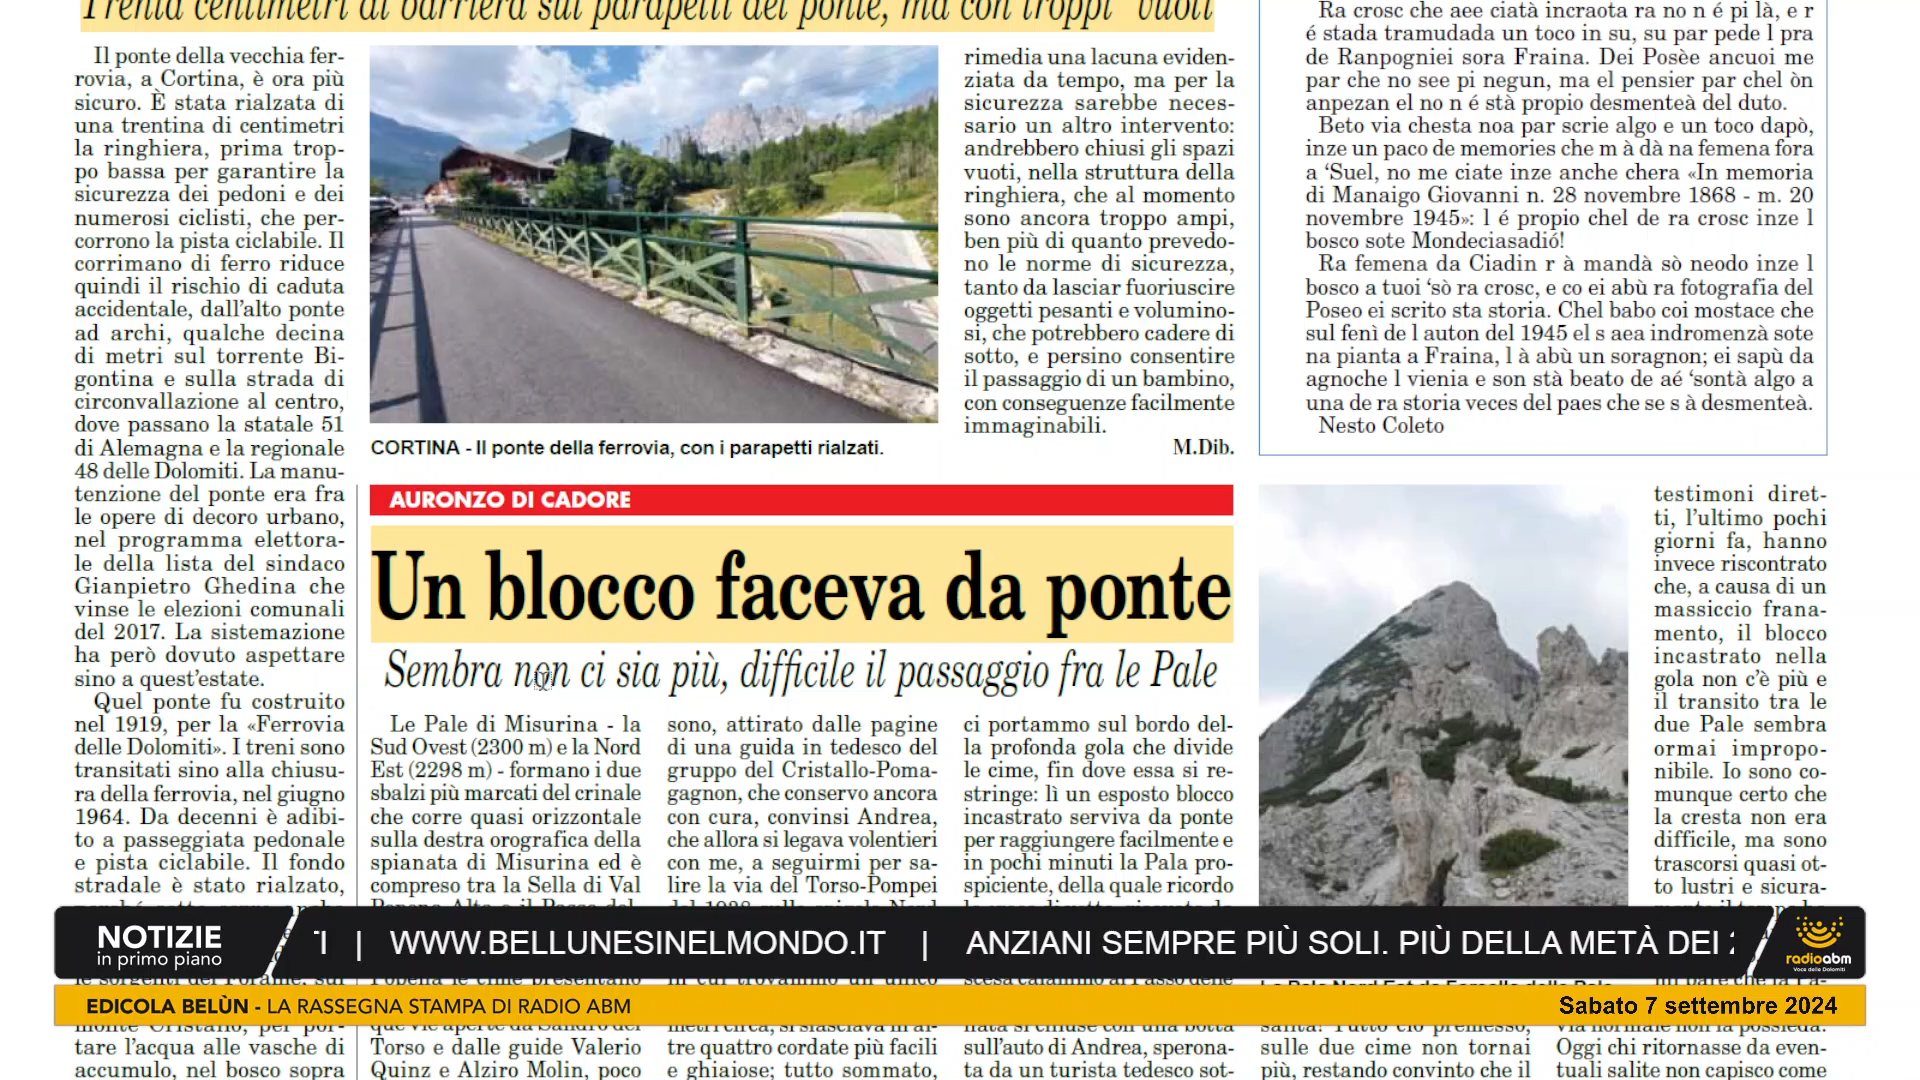 Trenta centimetri di barriera sui parapetti del ponte, ma con troppi "vuoti"
Il ponte della vecchia fer-
rovia, a Cortina, è ora più
sicuro. È stata rialzata di
una trentina di centimetri
la ringhiera, prima trop-
po bassa per garantire la
sicurezza dei pedoni e dei
numerosi ciclisti, che per-
corrono la pista ciclabile. Il
corrimano di ferro riduce
quindi il rischio di caduta
accidentale, dall'alto ponte
ad archi, qualche decina
di metri sul torrente Bi-
gontina e sulla strada di
circonvallazione al centro,
dove passano la statale 51
di Alemagna e la regionale
48 delle Dolomiti. La manu-
tenzione del ponte era fra
le opere di decoro urbano,
nel programma elettora-
le della lista del sindaco
Gianpietro Ghedina che
vinse le elezioni comunali
del 2017. La sistemazione
ha però dovuto aspettare
sino a quest'estate.
Quel ponte fu costruito
nel 1919, per la «Ferrovia
delle Dolomiti». I treni sono
transitati sino alla chiusu-
ra della ferrovia, nel giugno
1964. Da decenni è adibi-
to a passeggiata pedonale
e pista ciclabile. Il fondo
stradale è stato rialzato,
monte Cristallo, per por-
tare l'acqua alle vasche di
accumulo, nel bosco sopra
CORTINA - Il ponte della ferrovia, con i parapetti rialzati.
rimedia una lacuna eviden-
ziata da tempo, ma per la
sicurezza sarebbe neces-
sario un altro intervento:
andrebbero chiusi gli spazi
vuoti, nella struttura della
ringhiera, che al momento
sono ancora troppo ampi,
ben più di quanto prevedo-
no le norme di sicurezza,
tanto da lasciar fuoriuscire
oggetti pesanti e volumino-
si, che potrebbero cadere di
sotto, e persino consentire
il passaggio di un bambino,
con conseguenze facilmente
immaginabili.
M.Dib.
Ra crosc che aee ciatà incraota ra no n é pi là, e r
é stada tramudada un toco in su, su par pede l pra
de Ranpogniei sora Fraina. Dei Posèe ancuoi me
par che no see pi negun, ma el pensier par chel òn
anpezan el no n é stà propio desmenteà del duto.
Beto via chesta noa par scrie algo e un toco dapò,
inze un paco de memories che m à dà na femena fora
a 'Suel, no me ciate inze anche chera «In memoria
di Manaigo Giovanni n. 28 novembre 1868 - m. 20
novembre 1945»: l é propio chel de ra crosc inze l
bosco sote Mondeciasadió!
Ra femena da Ciadin r à mandà sò neodo inze l
bosco a tuoi 'sò ra crosc, e co ei abù ra fotografia del
Poseo ei scrito sta storia. Chel babo coi mostace che
sul fenì de l auton del 1945 el s aea indromenzà sote
na pianta a Fraina, l à abù un soragnon; ei sapù da
agnoche l vienia e son stà beato de aé 'sontà algo a
una de ra storia veces del paes che se s à desmenteà.
Nesto Coleto
AURONZO DI CADORE
Un blocco faceva da ponte
Sembra non ci sia più, difficile il passaggio fra le Pale
Le Pale di Misurina - la
Sud Ovest (2300 m) e la Nord
Est (2298 m) - formano i due
sbalzi più marcati del crinale
che corre quasi orizzontale
sulla destra orografica della
spianata di Misurina ed è
compreso tra la Sella di Val
Torso e dalle guide Valerio
Quinz e Alziro Molin, poco
sono, attirato dalle pagine
di una guida in tedesco del
gruppo del Cristallo-Poma-
gagnon, che conservo ancora
con cura, convinsi Andrea,
che allora si legava volentieri
con me, a seguirmi per sa-
lire la via del Torso-Pompei
tre quattro cordate più facili
e ghiaiose; tutto sommato,
ci portammo sul bordo del-
la profonda gola che divide
le cime, fin dove essa si re-
stringe: lì un esposto blocco
incastrato serviva da ponte
per raggiungere facilmente e
in pochi minuti la Pala pro-
spiciente, della quale ricordo
sull'auto di Andrea, sperona-
ta da un turista tedesco sot-
salita! Tutto ciò premesso,
sulle due cime non tornai
più, restando convinto che il
testimoni diret-
ti, l'ultimo pochi
giorni fa, hanno
invece riscontrato
che, a causa di un
massiccio frana-
mento, il blocco
incastrato nella
gola non c'è più e
il transito tra le
due Pale sembra
ormai impropo-
nibile. Io sono co-
munque certo che
la cresta non era
difficile, ma sono
trascorsi quasi ot-
to lustri e sicura-
via normale non la possieda.
Oggi chi ritornasse da even-
tuali salite non capisco come
NOTIZIE
in primo piano
| WWW.BELLUNESINELMONDO.IT | ANZIANI SEMPRE PIÙ SOLI. PIÙ DELLA METÀ DEI
radioabm
Voce delle Dolomiti
EDICOLA BELÙN - LA RASSEGNA STAMPA DI RADIO ABM
Sabato 7 settembre 2024